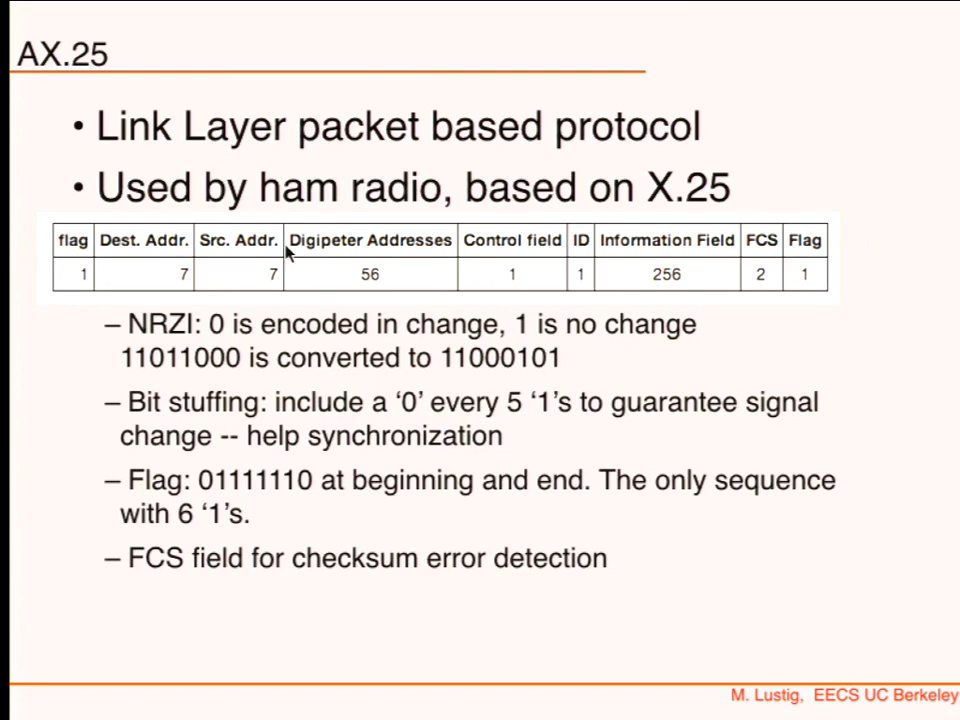 AX.25
• Link Layer packet based protocol
• Used by ham radio, based on X.25
flag Dest. Addr. Src. Addr. Digipeter Addresses Control field ID Information Field FCS Flag
1 7 7 56 1 1 256 2 1
– NRZI: 0 is encoded in change, 1 is no change
11011000 is converted to 11000101
– Bit stuffing: include a ‘0’ every 5 ‘1’s to guarantee signal
change -- help synchronization
– Flag: 01111110 at beginning and end. The only sequence
with 6 ‘1’s.
– FCS field for checksum error detection
M. Lustig, EECS UC Berkeley